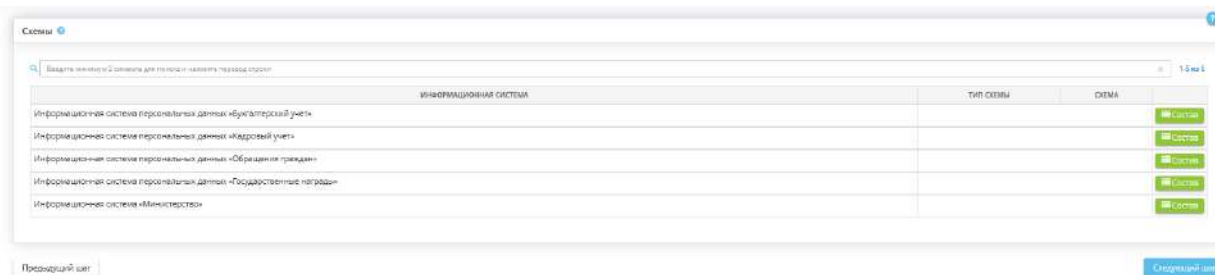 Схемы
Введите минимум 2 символа для поиска и нажмите перевод строки
1-5 из 5
ИНФОРМАЦИОННАЯ СИСТЕМА ТИП СХЕМЫ СХЕМА
Информационная система персональных данных «Бухгалтерский учет» Состав
Информационная система персональных данных «Кадровый учет» Состав
Информационная система персональных данных «Обращения граждан» Состав
Информационная система персональных данных «Государственные награды» Состав
Информационная система «Министерство» Состав
Предыдущий шаг Следующий шаг